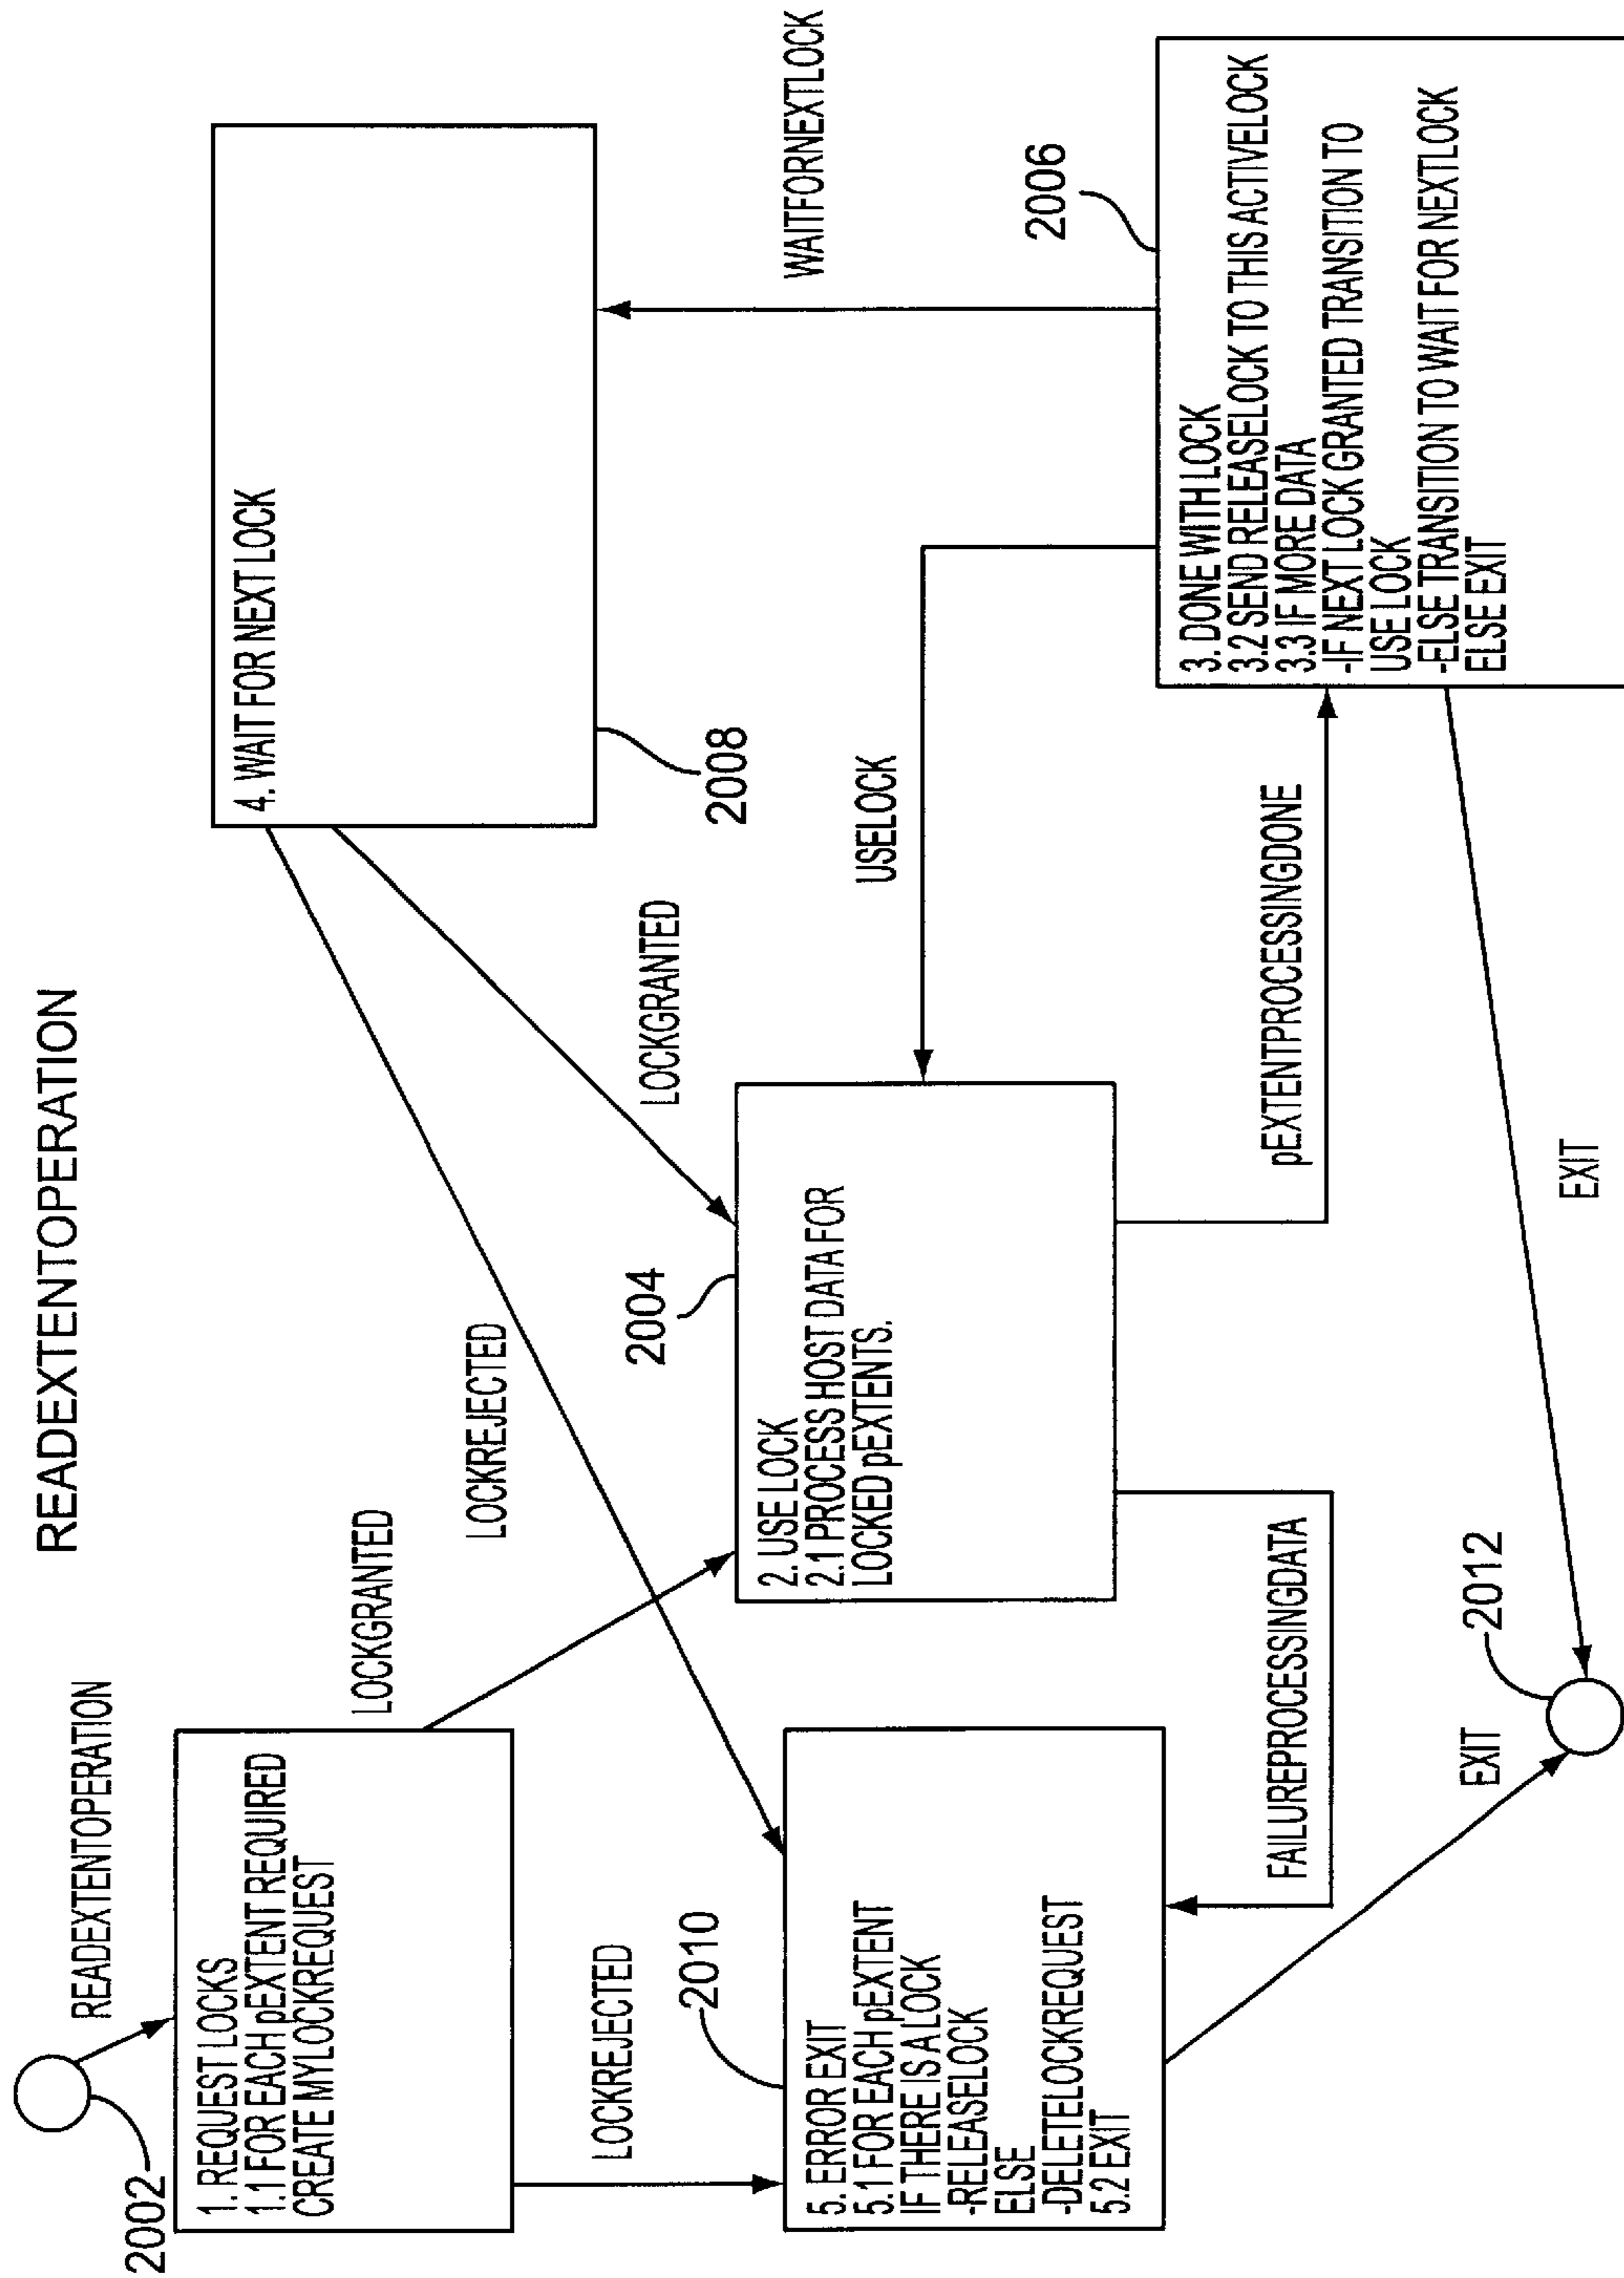 READEXTENTOPERATION
READEXTENTOPERATION
2002
1. REQUEST LOCKS
1.1 FOR EACH pEXTENT REQUIRED
CREATE MYLOCKREQUEST
LOCKGRANTED
LOCKREJECTED
LOCKREJECTED
LOCKGRANTED
4. WAIT FOR NEXT LOCK
2008
WAITFORNEXTLOCK
2010
5. ERROR EXIT
5.1 FOR EACH pEXTENT
IF THERE IS A LOCK
-RELEASELOCK
ELSE
-DELETELOCKREQUEST
5.2 EXIT
2004
2. USE LOCK
2.1 PROCESS HOST DATA FOR
LOCKED pEXTENTS.
USELOCK
FAILUREPROCESSINGDATA
pEXTENTPROCESSINGDONE
2006
3. DONE WITH LOCK
3.2 SEND RELEASELOCK TO THIS ACTIVELOCK
3.3 IF MORE DATA
-IF NEXT LOCK GRANTED TRANSITION TO
USE LOCK
-ELSE TRANSITION TO WAIT FOR NEXTLOCK
ELSE EXIT
EXIT
2012
EXIT